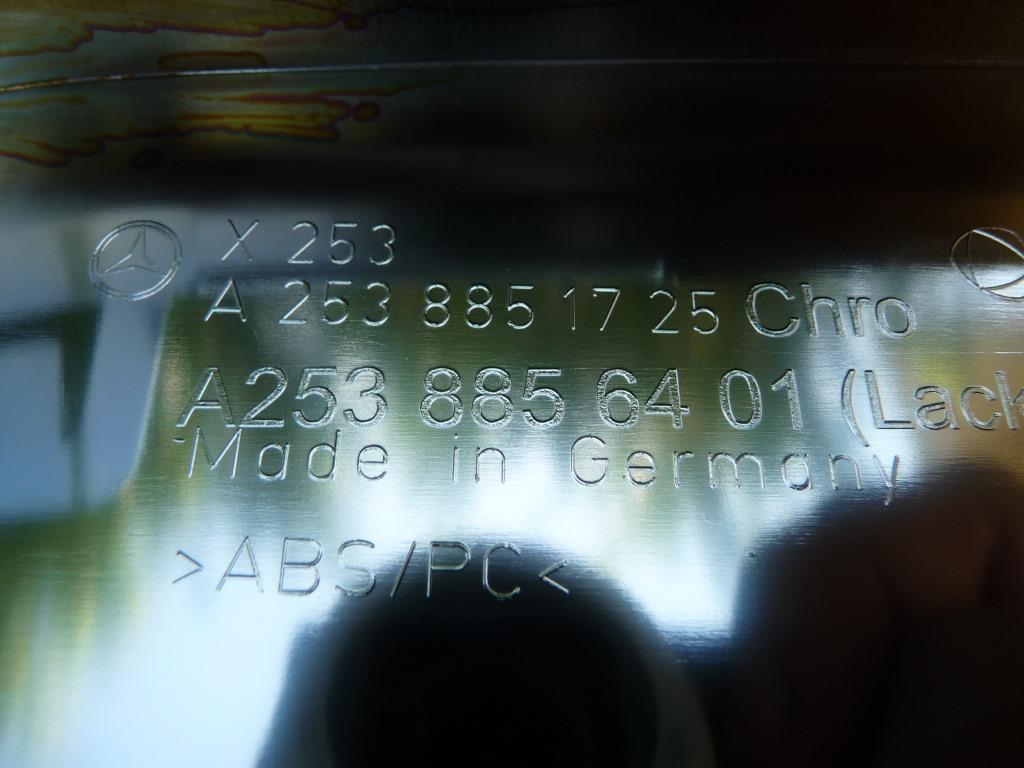 X 253
A 253 885 17 25 Chro
A253 885 64 01 (Lack
Made in Germany
>ABS/PC<